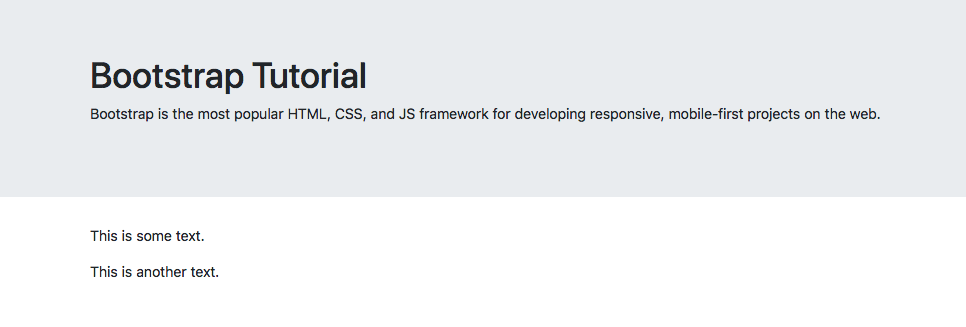 Bootstrap Tutorial
Bootstrap is the most popular HTML, CSS, and JS framework for developing responsive, mobile-first projects on the web.
This is some text.
This is another text.